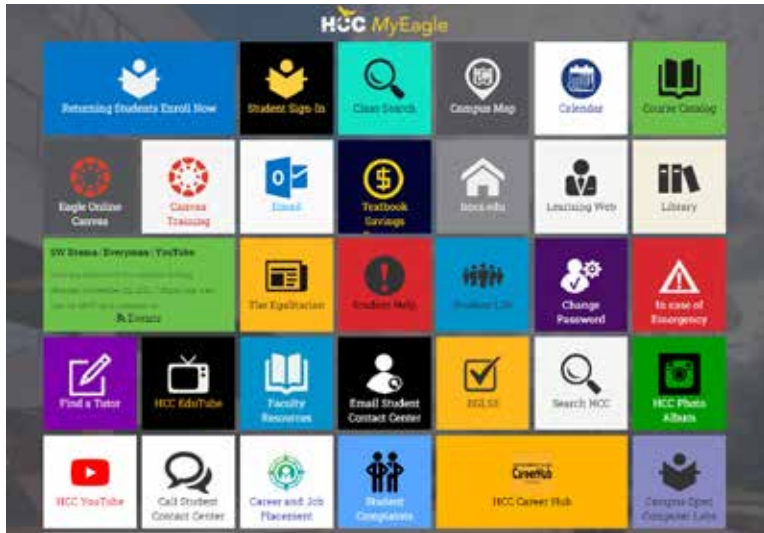 HCC MyEagle
Returning Students Enroll Now
Student Sign-In
Class Search
Campus Map
Calendar
Course Catalog
Eagle Online
Canvas
Canvas
Training
Email
Textbook
Savings
hccs.edu
Learning Web
Library
SW Drama: Everyman | YouTube
Events
The Egalitarian
Student Help
Student Life
Change
Password
In case of
Emergency
Find a Tutor
HCC EduTube
Faculty
Resources
Email Student
Contact Center
EGLS3
Search HCC
HCC Photo
Album
HCC YouTube
Call Student
Contact Center
Career and Job
Placement
Student
Complaints
CareerHub
HCC Career Hub
Campus Open
Computer Labs